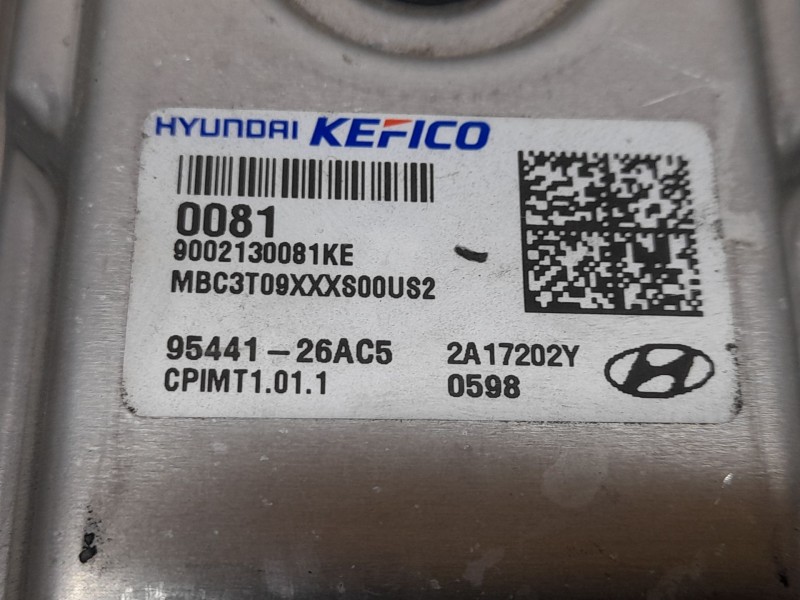 HYUNDAI KEFICO
0081
9002130081KE
MBC3T09XXXS00US2
95441-26AC5 2A17202Y
CPIMT1.01.1 0598